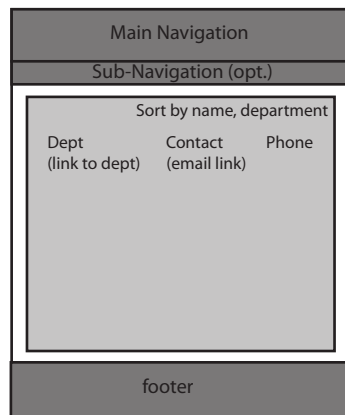 Main Navigation
Sub-Navigation (opt.)
Sort by name, department
Dept Contact Phone
(link to dept) (email link)
footer